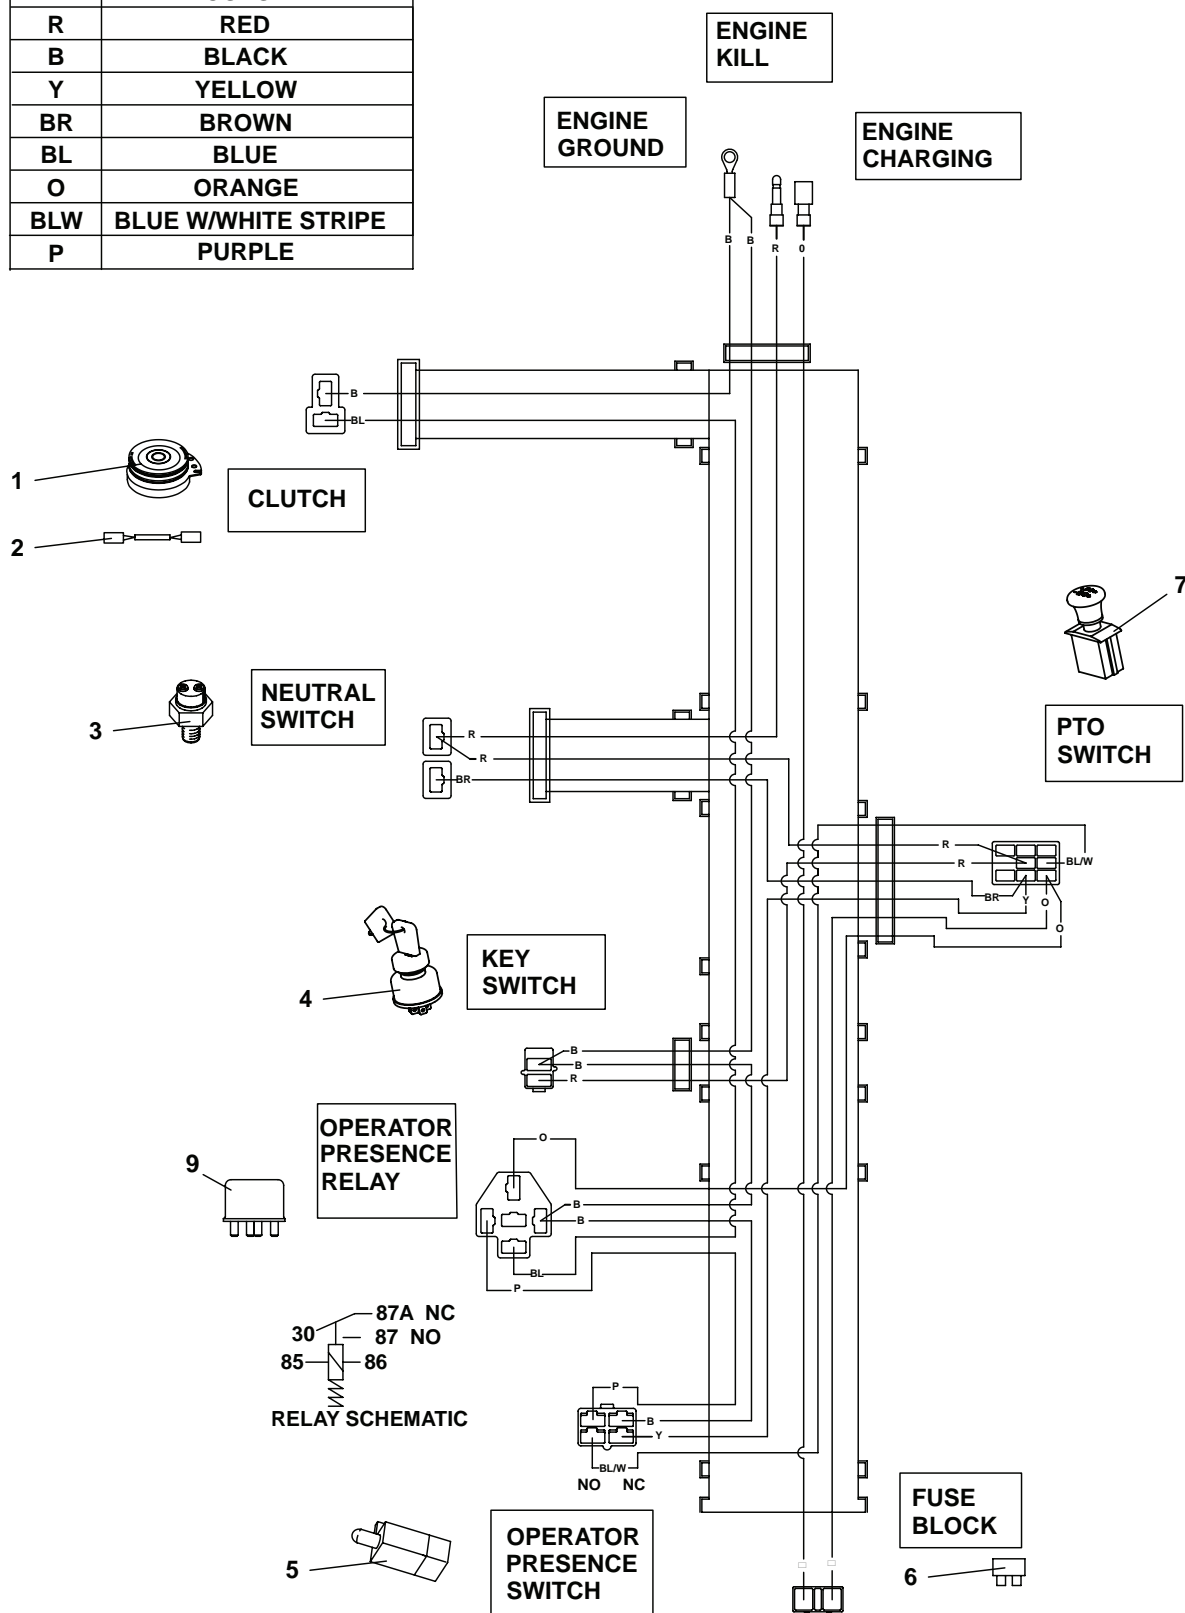 R RED
B BLACK
Y YELLOW
BR BROWN
BL BLUE
O ORANGE
BLW BLUE W/WHITE STRIPE
P PURPLE
ENGINE
KILL
ENGINE
GROUND
ENGINE
CHARGING
B B R 0
B
BL
1
CLUTCH
2
7
NEUTRAL
SWITCH
3
R
R
BR
PTO
SWITCH
R
R
BL/W
BR
Y
O
O
4
KEY
SWITCH
B
B
R
OPERATOR
PRESENCE
RELAY
9
O
B
B
BL
P
87A NC
30
87 NO
85
86
RELAY SCHEMATIC
P
B
Y
BL/W
NO NC
FUSE
BLOCK
5
OPERATOR
PRESENCE
SWITCH
6